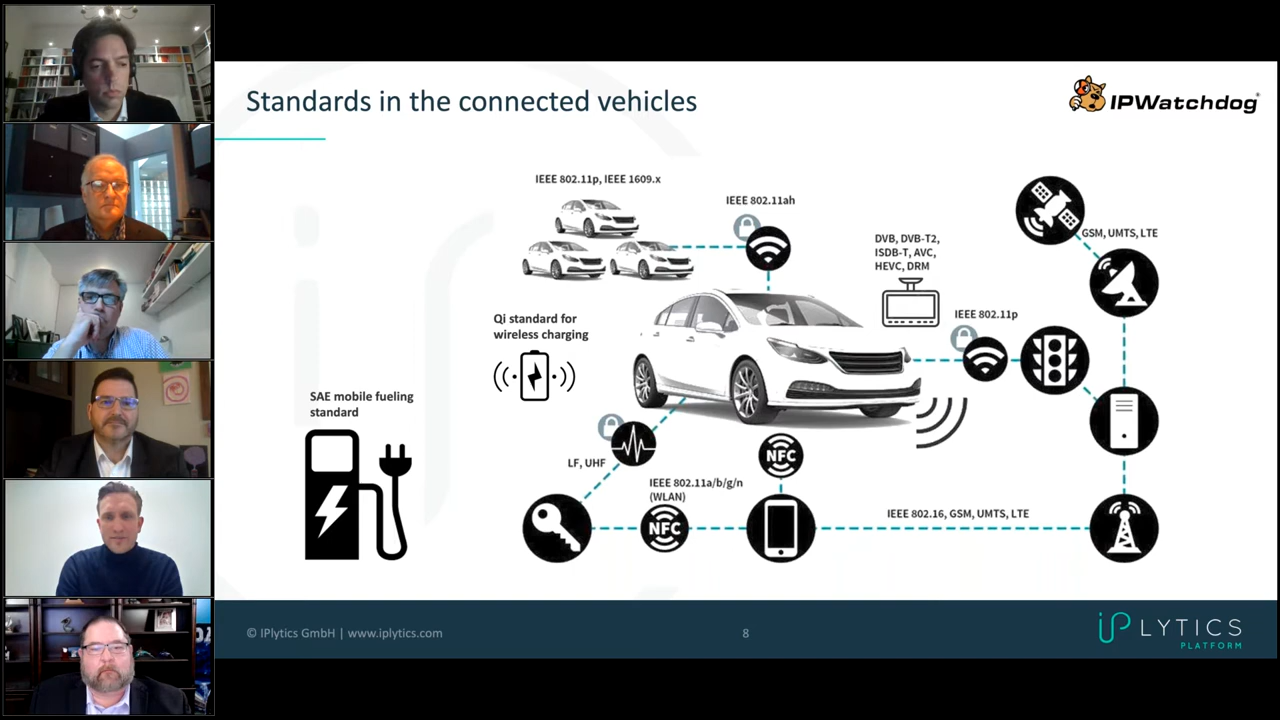 Standards in the connected vehicles
IPWatchdog®
IEEE 802.11p, IEEE 1609.x
IEEE 802.11ah
GSM, UMTS, LTE
DVB, DVB-T2,
ISDB-T, AVC,
HEVC, DRM
IEEE 802.11p
Qi standard for
wireless charging
SAE mobile fueling
standard
LF, UHF
NFC
IEEE 802.11a/b/g/n
(WLAN)
NFC
IEEE 802.16, GSM, UMTS, LTE
© IPlytics GmbH | www.iplytics.com
8
IPLYTICS
PLATFORM